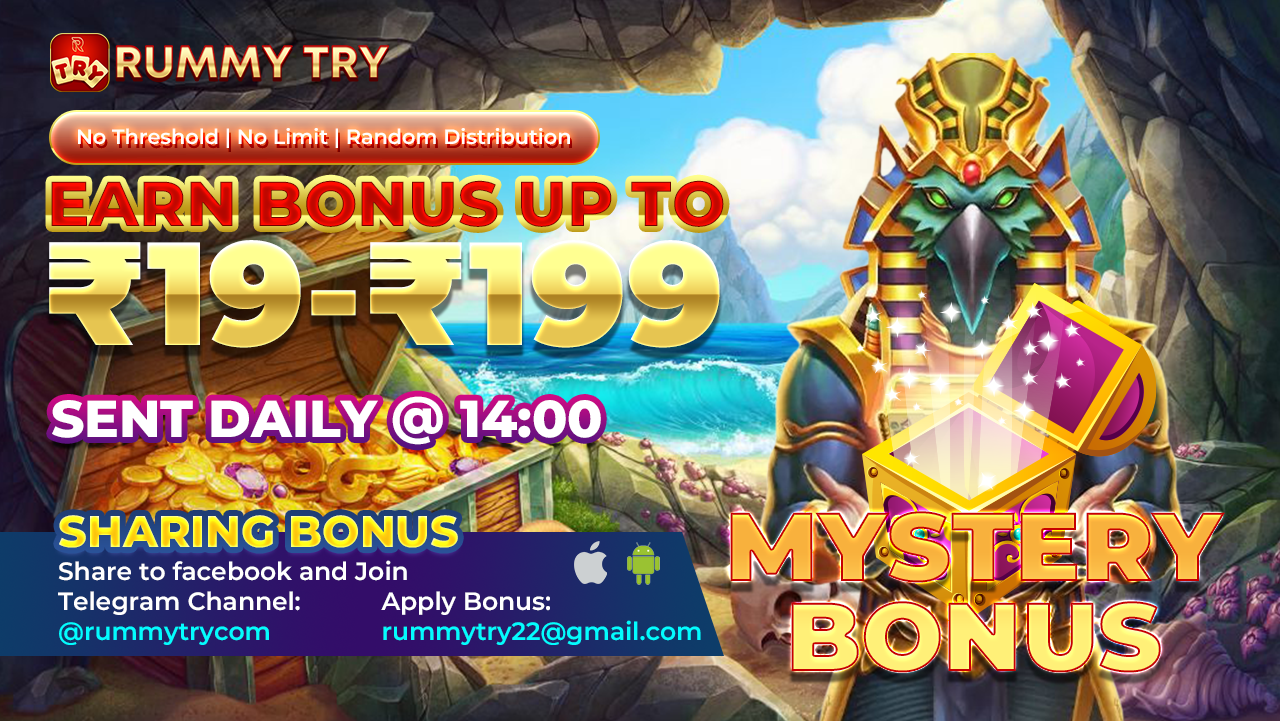 R
TRY
RUMMY TRY
No Threshold | No Limit | Random Distribution
EARN BONUS UP TO
₹19-₹199
SENT DAILY @ 14:00
SHARING BONUS
Share to facebook and Join
Telegram Channel:
@rummytrycom
Apply Bonus:
rummytry22@gmail.com
MYSTERY
BONUS